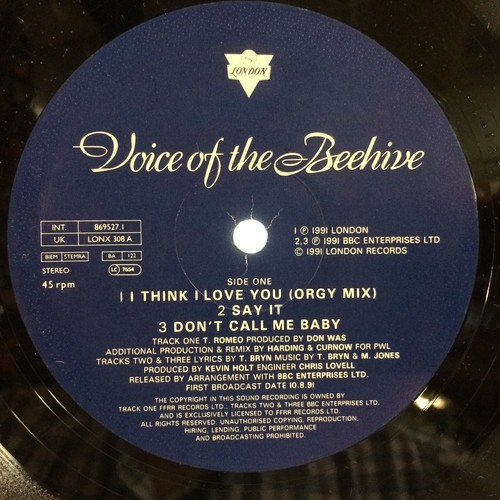 LONDON
Voice of the Beehive
INT. 869527.1
UK LONX 308 A
BIEM STEMRA BA 122
STEREO LC 7654
45 rpm
1 ℗ 1991 LONDON
2,3 ℗ 1991 BBC ENTERPRISES LTD
© 1991 LONDON RECORDS
SIDE ONE
1 I THINK I LOVE YOU (ORGY MIX)
2 SAY IT
3 DON'T CALL ME BABY
TRACK ONE T. ROMEO PRODUCED BY DON WAS
ADDITIONAL PRODUCTION & REMIX BY HARDING & CURNOW FOR PWL
TRACKS TWO AND THREE LYRICS BY T. BRYN MUSIC BY T. BRYN & M. JONES
PRODUCED BY KEVIN HOLT ENGINEER CHRIS LOVELL
RELEASED BY ARRANGEMENT WITH BBC ENTERPRISES LTD.
FIRST BROADCAST DATE 10.8.91
THE COPYRIGHT IN THIS SOUND RECORDING IS OWNED BY
TRACK ONE FFRR RECORDS LTD., TRACKS TWO & THREE BBC ENTERPRISES LTD.
AND IS EXCLUSIVELY LICENSED TO FFRR RECORDS LTD.
ALL RIGHTS RESERVED. UNAUTHORISED COPYING, REPRODUCTION,
HIRING, LENDING, PUBLIC PERFORMANCE
AND BROADCASTING PROHIBITED.